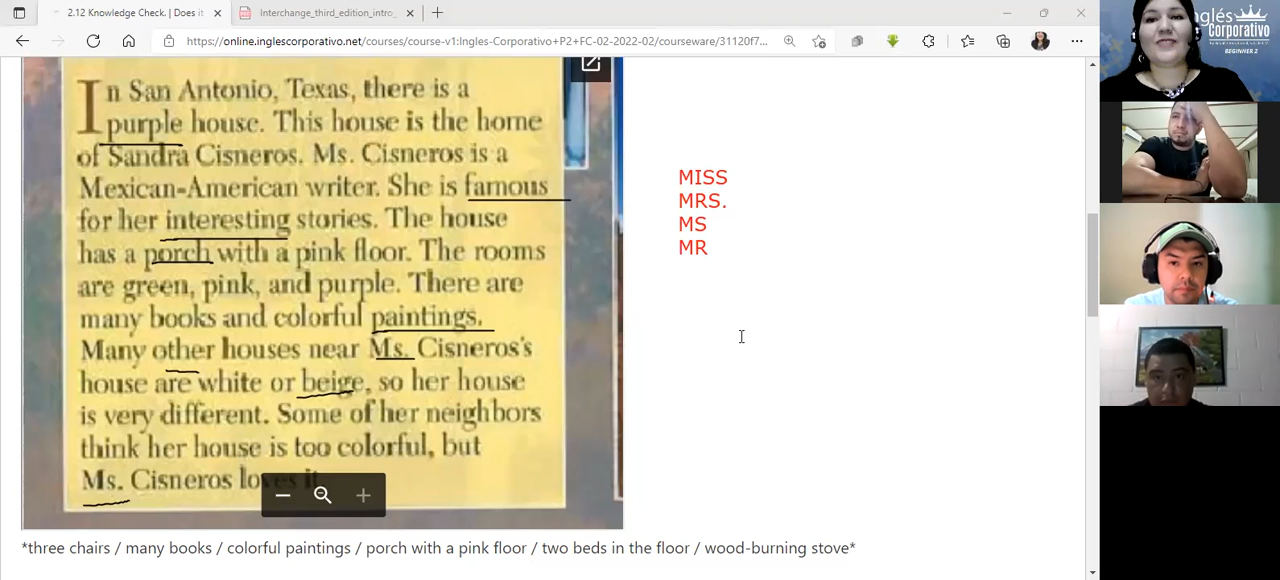 2.12 Knowledge Check. | Does it
Interchange_third_edition_intro_
https://online.inglescorporativo.net/courses/course-v1:Ingles-Corporativo+P2+FC-02-2022-02/courseware/31120f7...
In San Antonio, Texas, there is a
purple house. This house is the home
of Sandra Cisneros. Ms. Cisneros is a
Mexican-American writer. She is famous
for her interesting stories. The house
has a porch with a pink floor. The rooms
are green, pink, and purple. There are
many books and colorful paintings.
Many other houses near Ms. Cisneros's
house are white or beige, so her house
is very different. Some of her neighbors
think her house is too colorful, but
Ms. Cisneros loves it.
MISS
MRS.
MS
MR
*three chairs / many books / colorful paintings / porch with a pink floor / two beds in the floor / wood-burning stove*
Inglés
Corporativo
BEGINNER 2